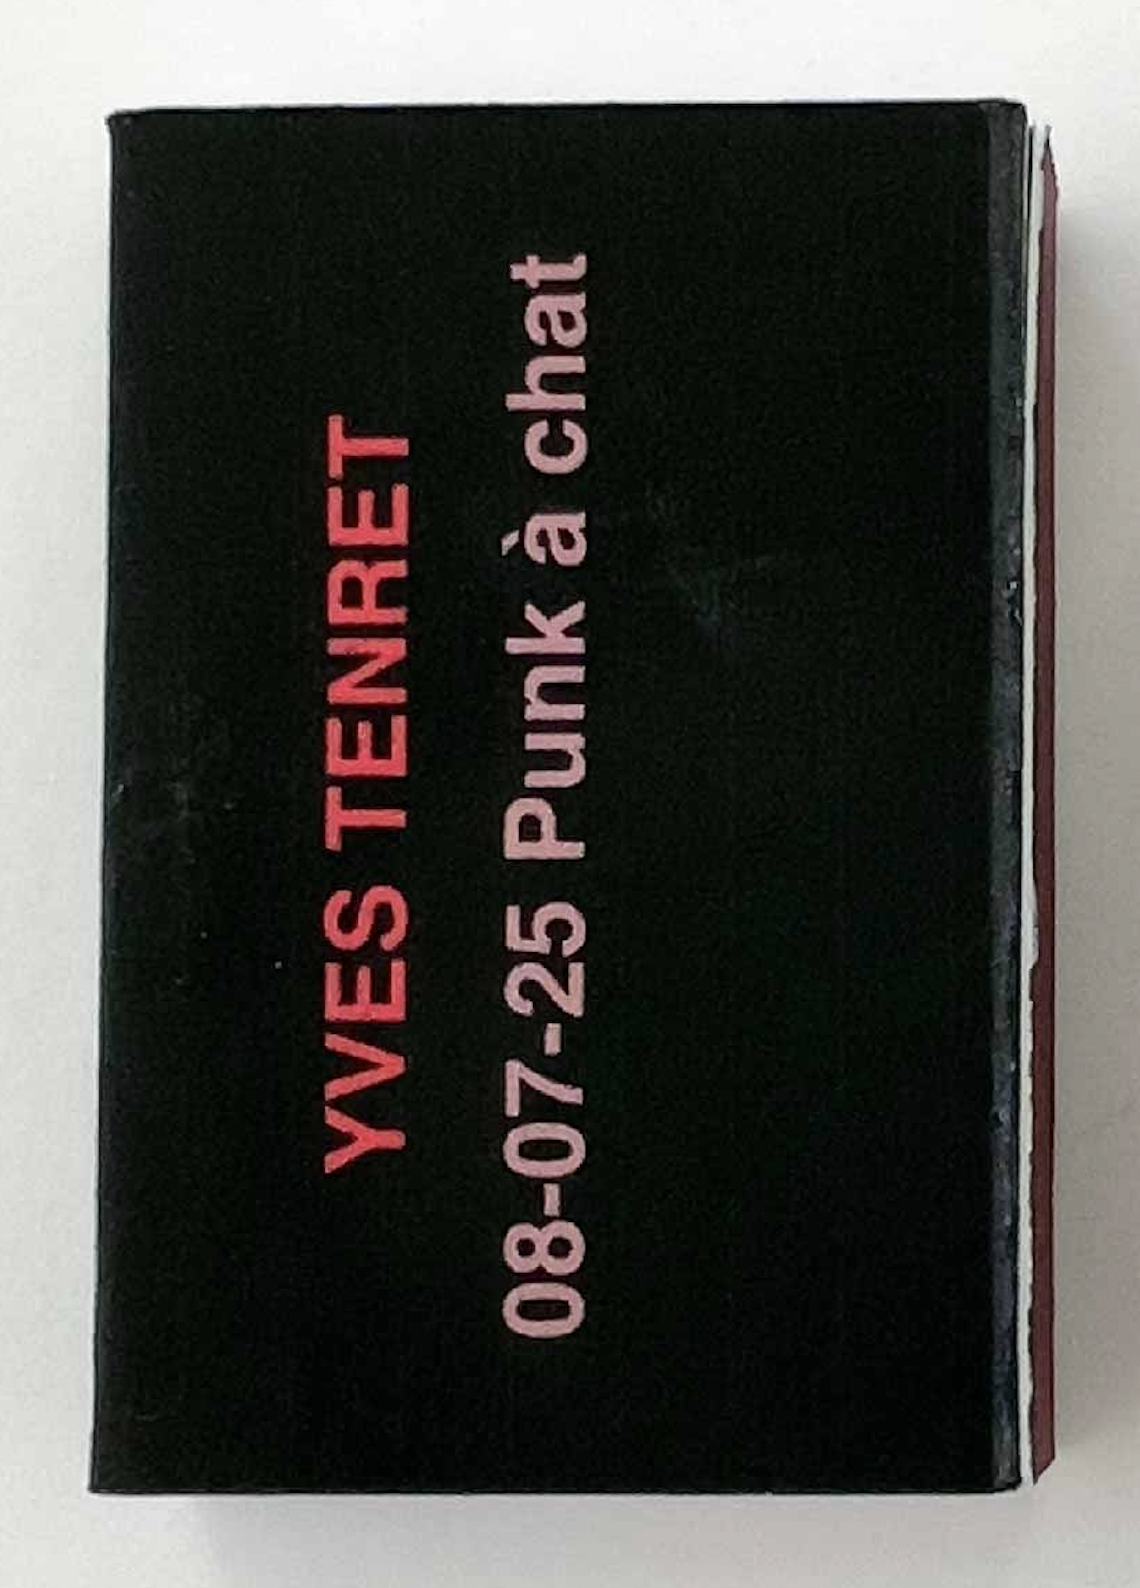 YVES TENRET
08-07-25 Punk à chat